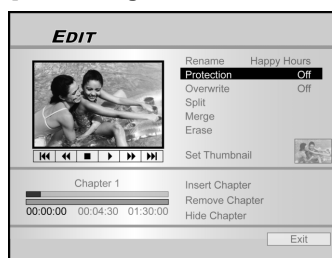 EDIT
Rename Happy Hours
Protection Off
Overwrite Off
Split
Merge
Erase
Set Thumbnail
Chapter 1
00:00:00 00:04:30 01:30:00
Insert Chapter
Remove Chapter
Hide Chapter
Exit